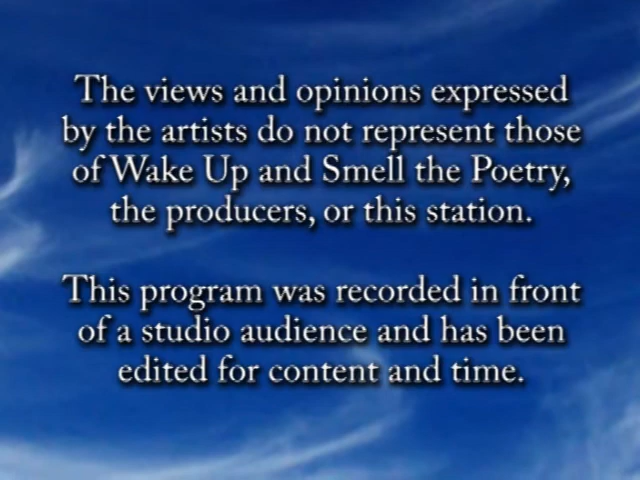 The views and opinions expressed
by the artists do not represent those
of Wake Up and Smell the Poetry,
the producers, or this station.
This program was recorded in front
of a studio audience and has been
edited for content and time.